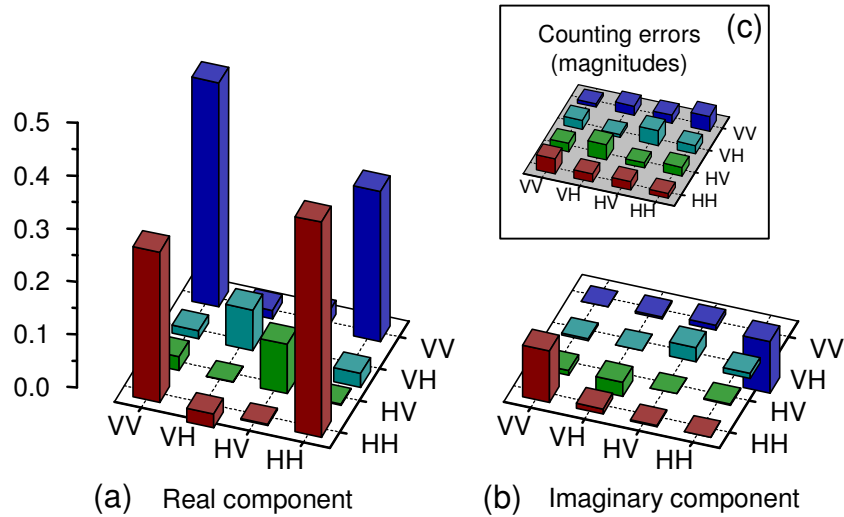 (c)
Counting errors
(magnitudes)
VV
VH
HV
HH
VV
VH
HV
HH
0.5
0.4
0.3
0.2
0.1
0.0
VV
VH
HV
HH
VV
VH
HV
HH
VV
VH
HV
HH
VV
VH
HV
HH
(a) Real component
(b) Imaginary component